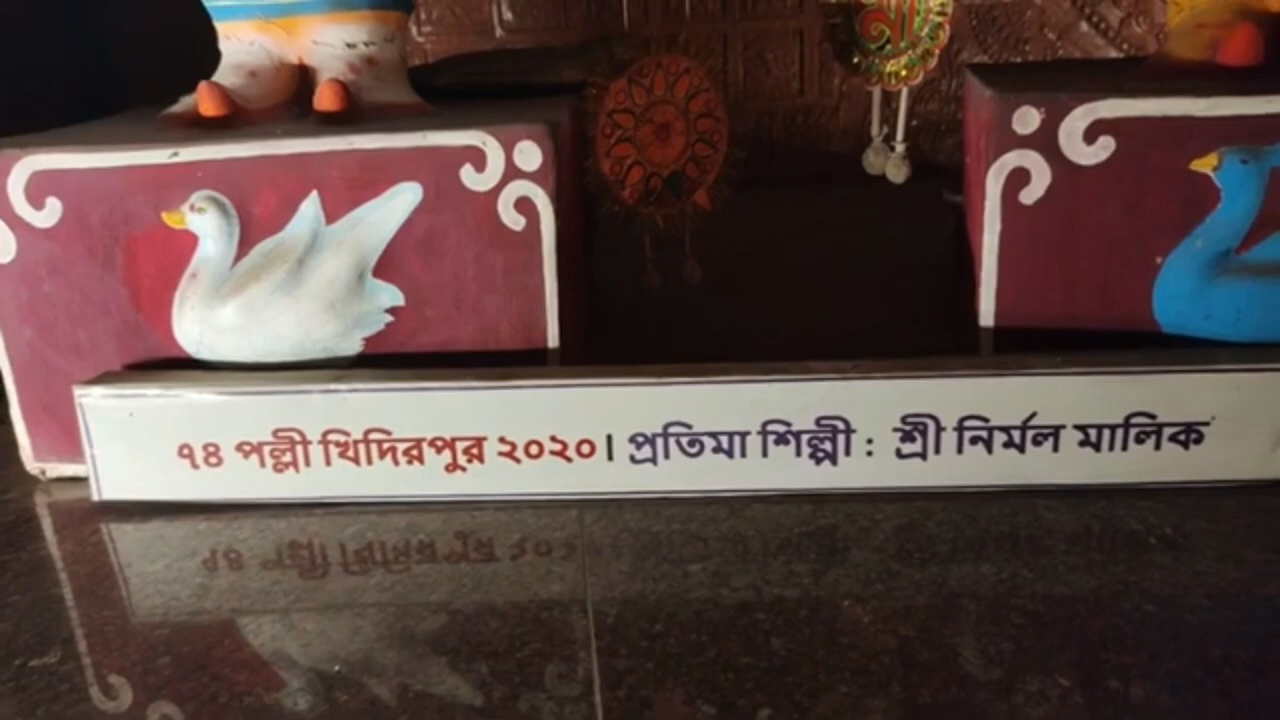 শ্রী
৭৪ পল্লী খিদিরপুর ২০২০। প্রতিমা শিল্পী : শ্রী নির্মল মালিক